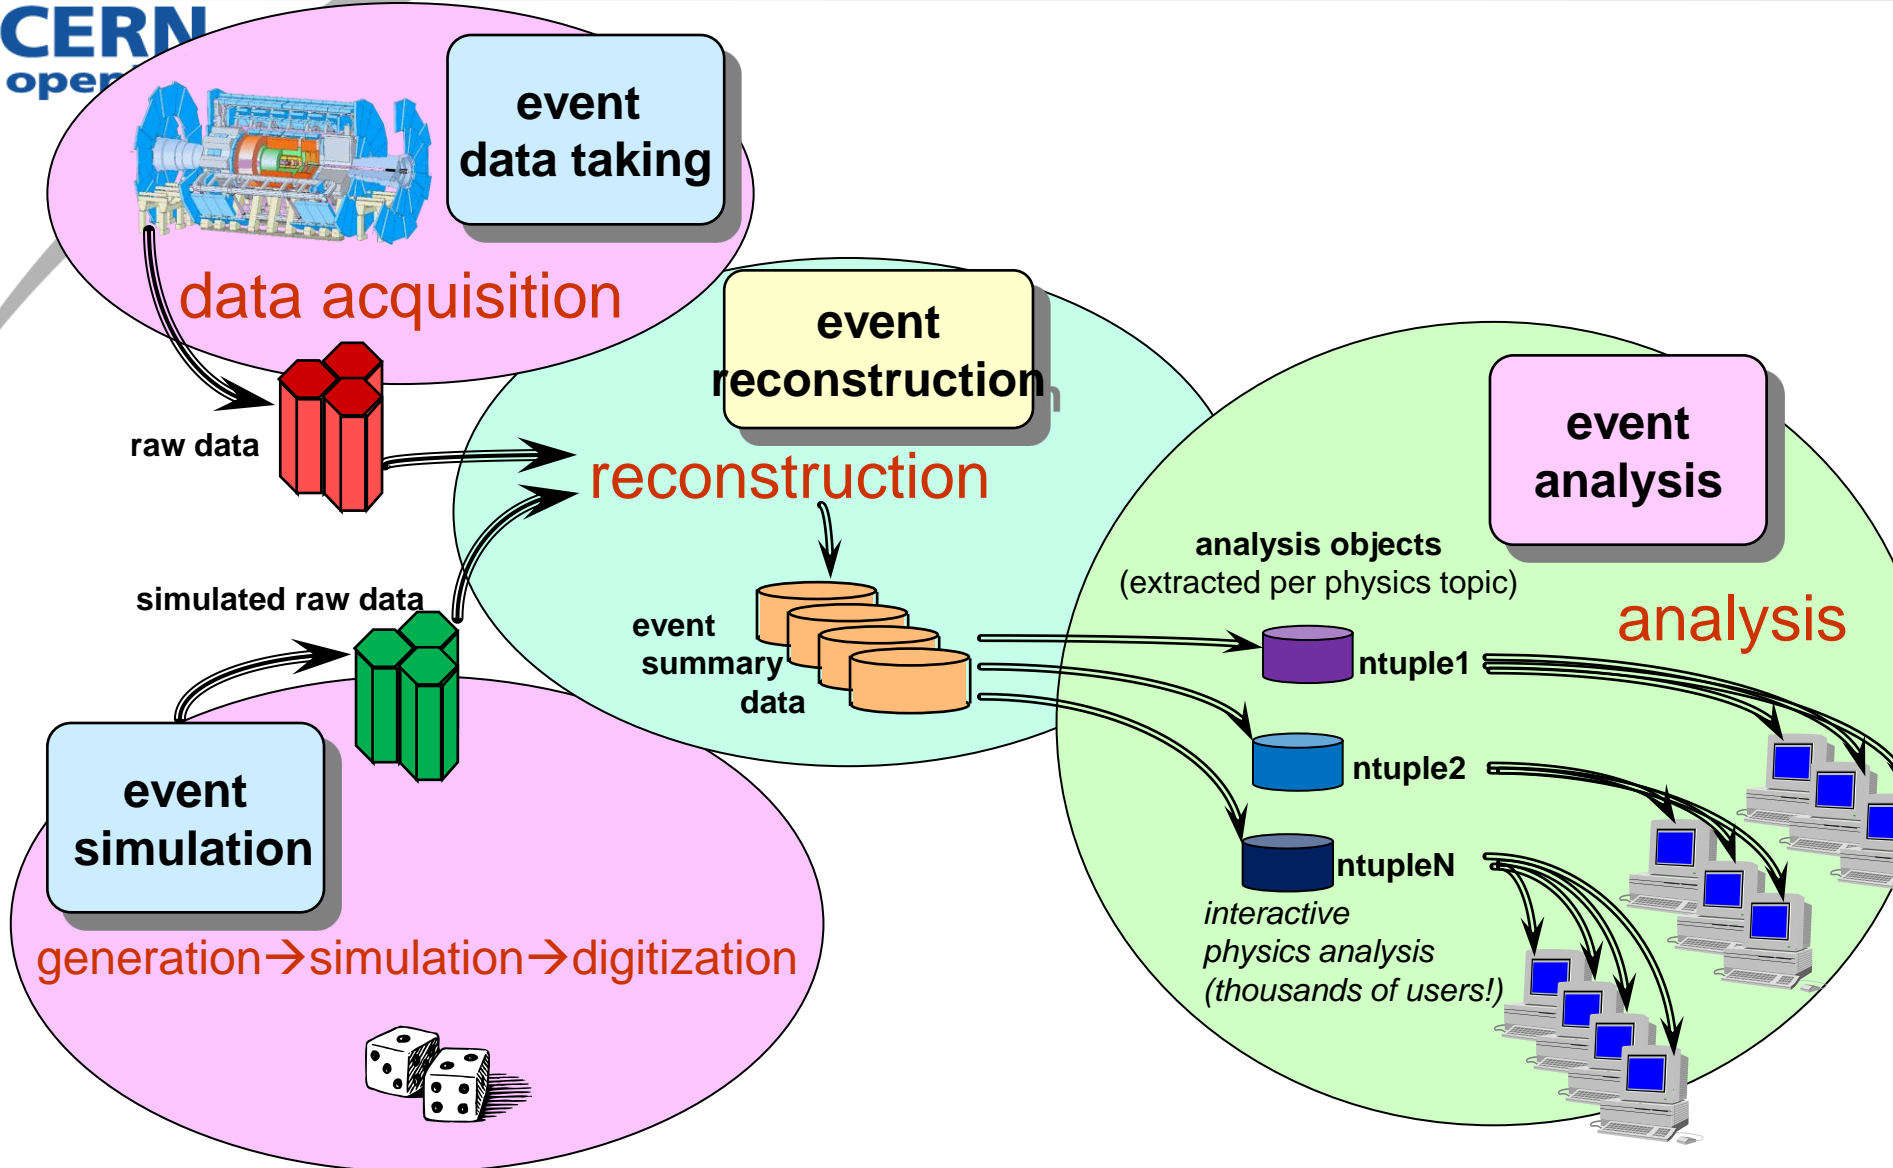 CERN
open
event
data taking
data acquisition
raw data
event
reconstruction
reconstruction
simulated raw data
event
summary
data
event
simulation
generation→simulation→digitization
event
analysis
analysis objects
(extracted per physics topic)
analysis
ntuple1
ntuple2
ntupleN
interactive
physics analysis
(thousands of users!)